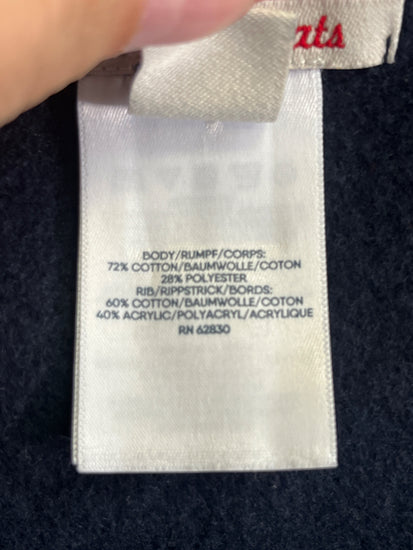 ats
BODY/RUMPF/CORPS:
72% COTTON/BAUMWOLLE/COTON
28% POLYESTER
RIB/RIPPSTRICK/BORDS:
60% COTTON/BAUMWOLLE/COTON
40% ACRYLIC/POLYACRYL/ACRYLIQUE
RN 62830